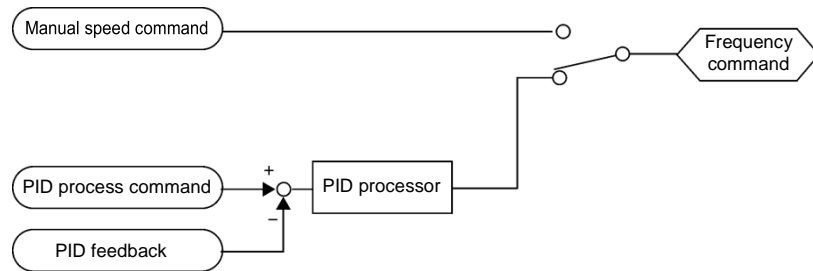 Manual speed command
Frequency
command
+
PID process command
PID processor
−
PID feedback